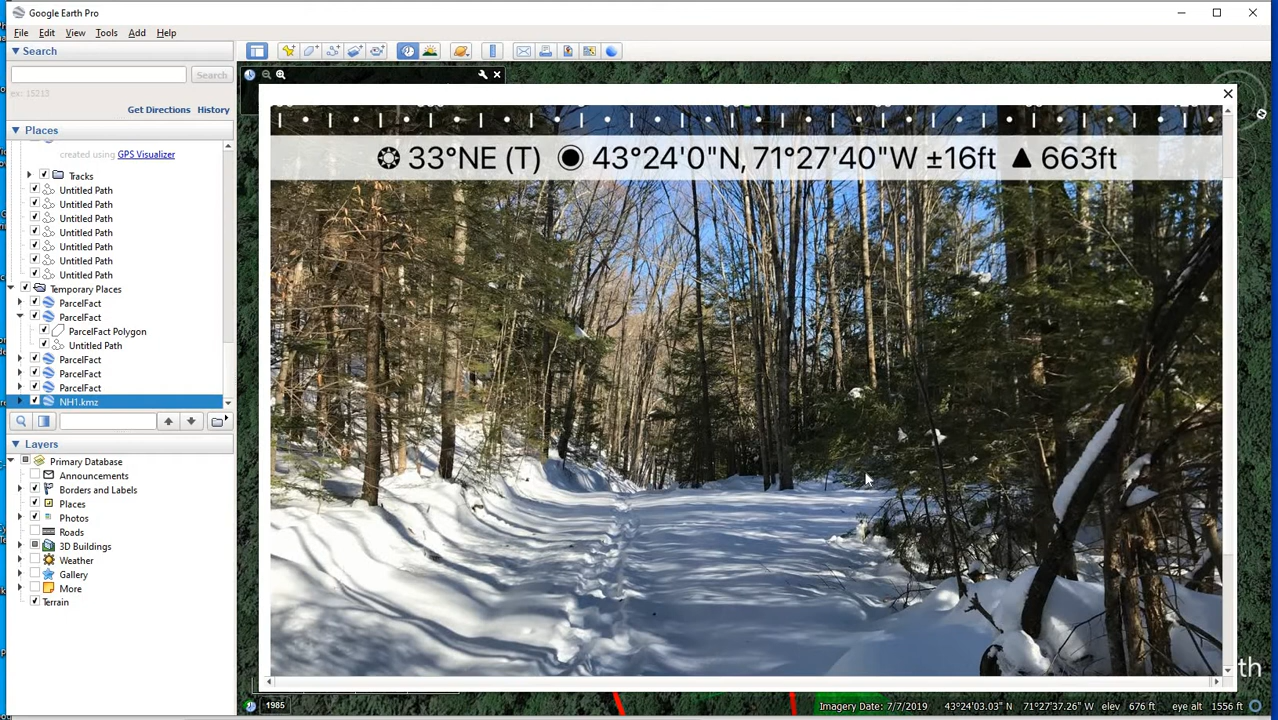 Google Earth Pro
File Edit View Tools Add Help
Search
Search
ex: 15213
Get Directions History
Places
created using GPS Visualizer
Tracks
Untitled Path
Untitled Path
Untitled Path
Untitled Path
Untitled Path
Untitled Path
Untitled Path
Temporary Places
ParcelFact
ParcelFact
ParcelFact Polygon
Untitled Path
ParcelFact
ParcelFact
ParcelFact
NH1.kmz
Layers
Primary Database
Announcements
Borders and Labels
Places
Photos
Roads
3D Buildings
Weather
Gallery
More
Terrain
33°NE (T) 43°24'0"N, 71°27'40"W ±16ft ▲ 663ft
th
1985
Imagery Date: 7/7/2019 43°24'03.03" N 71°27'37.26" W elev 676 ft eye alt 1556 ft